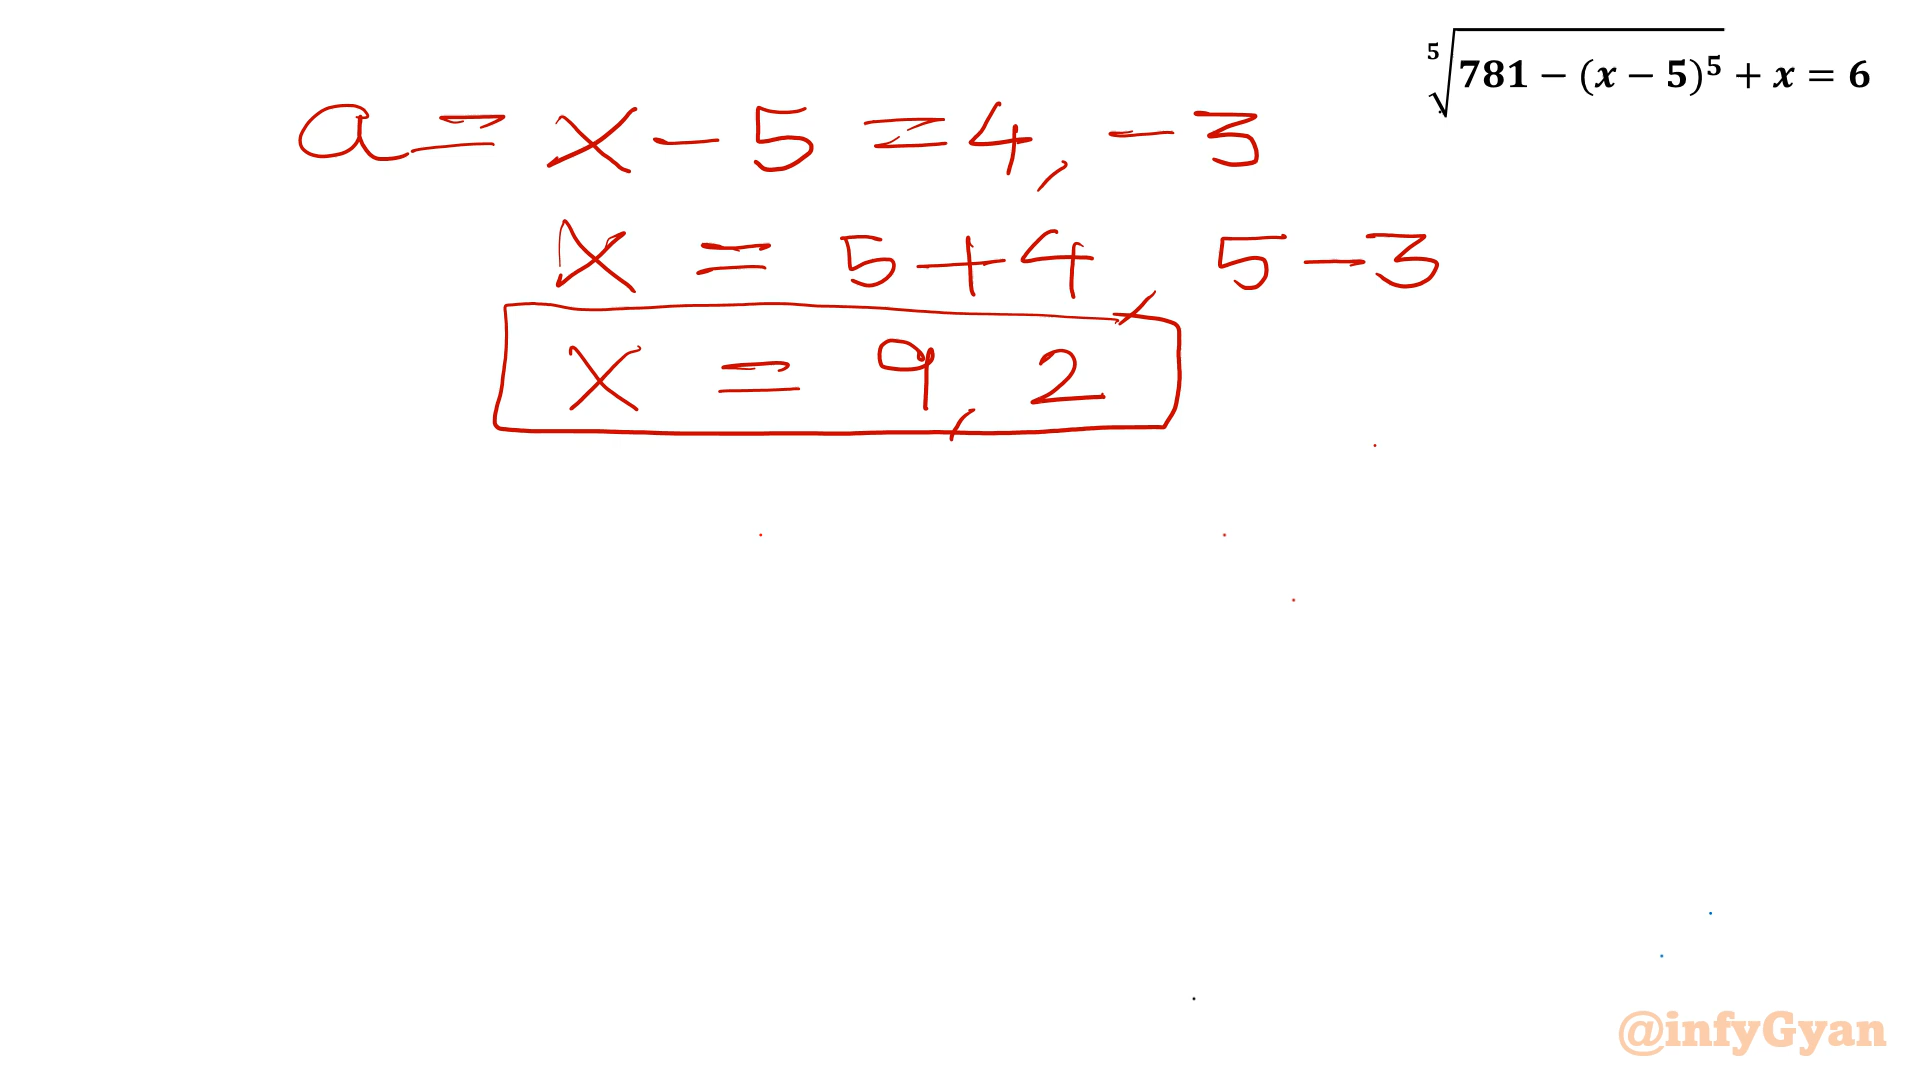 ⁵√(781 − (x − 5)⁵) + x = 6
a = x − 5 = 4, −3
x = 5 + 4, 5 − 3
x = 9, 2
@infyGyan